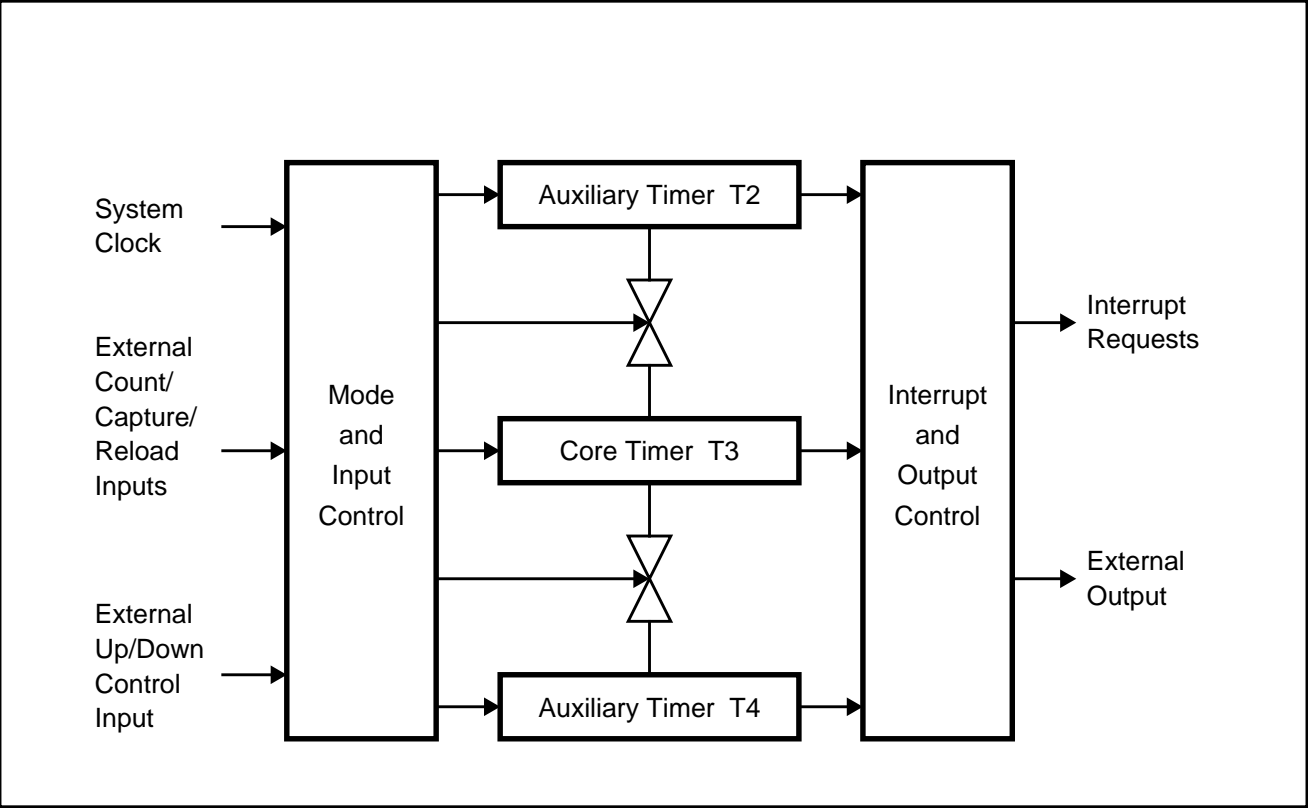 System
Clock
External
Count/
Capture/
Reload
Inputs
External
Up/Down
Control
Input
Mode
and
Input
Control
Auxiliary Timer T2
Core Timer T3
Auxiliary Timer T4
Interrupt
and
Output
Control
Interrupt
Requests
External
Output